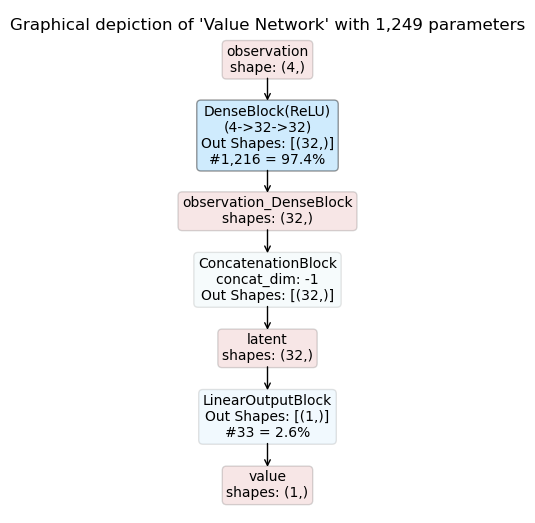 Graphical depiction of 'Value Network' with 1,249 parameters
observation
shape: (4,)
DenseBlock(ReLU)
(4->32->32)
Out Shapes: [(32,)]
#1,216 = 97.4%
observation_DenseBlock
shapes: (32,)
ConcatenationBlock
concat_dim: -1
Out Shapes: [(32,)]
latent
shapes: (32,)
LinearOutputBlock
Out Shapes: [(1,)]
#33 = 2.6%
value
shapes: (1,)